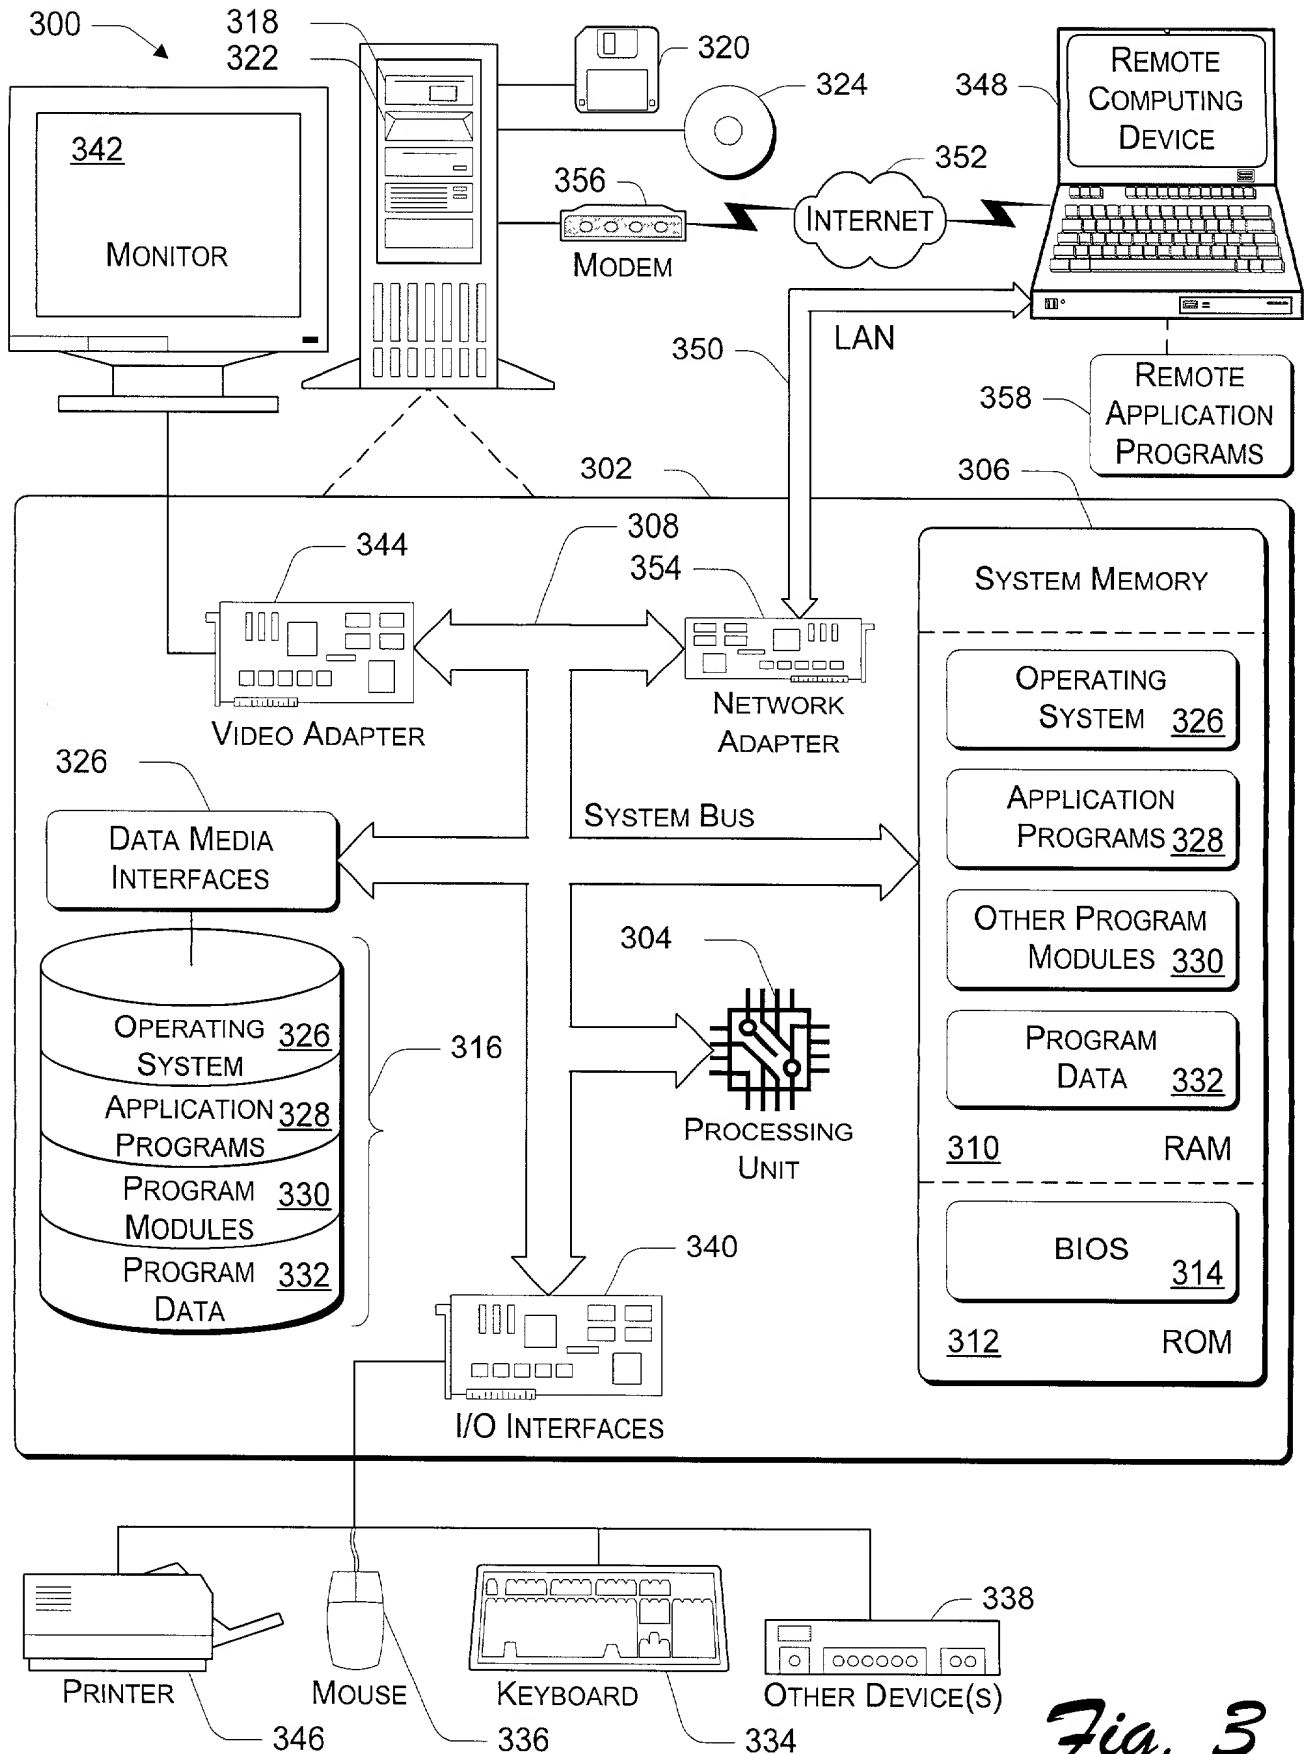 300
318
322
320
324
342
MONITOR
356
MODEM
352
INTERNET
348
REMOTE
COMPUTING
DEVICE
LAN
350
358
REMOTE
APPLICATION
PROGRAMS
302
306
308
344
354
VIDEO ADAPTER
NETWORK
ADAPTER
SYSTEM MEMORY
OPERATING
SYSTEM 326
APPLICATION
PROGRAMS 328
OTHER PROGRAM
MODULES 330
PROGRAM
DATA 332
310 RAM
BIOS
314
312 ROM
326
DATA MEDIA
INTERFACES
SYSTEM BUS
304
PROCESSING
UNIT
OPERATING
SYSTEM 326
APPLICATION
PROGRAMS 328
PROGRAM
MODULES 330
PROGRAM
DATA 332
316
340
I/O INTERFACES
PRINTER
346
MOUSE
336
KEYBOARD
334
338
OTHER DEVICE(S)
Fig. 3